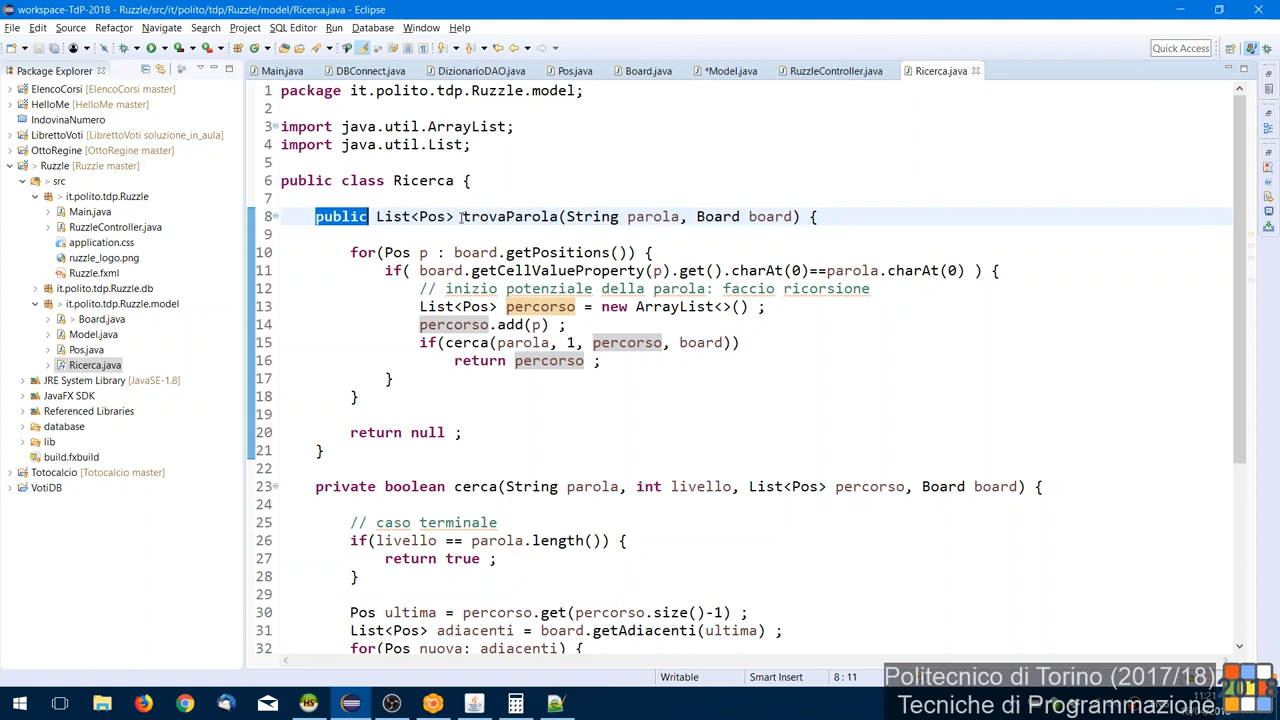 workspace-TdP-2018 - Ruzzle/src/it/polito/tdp/Ruzzle/model/Ricerca.java - Eclipse
File Edit Source Refactor Navigate Search Project SQL Editor Run Database Window Help
Quick Access
Package Explorer
Main.java DBConnect.java DizionarioDAO.java Pos.java Board.java *Model.java RuzzleController.java Ricerca.java
ElencoCorsi [ElencoCorsi master]
HelloMe [HelloMe master]
IndovinaNumero
LibrettoVoti [LibrettoVoti soluzione_in_aula]
OttoRegine [OttoRegine master]
> Ruzzle [Ruzzle master]
> src
> it.polito.tdp.Ruzzle
Main.java
RuzzleController.java
application.css
ruzzle_logo.png
Ruzzle.fxml
it.polito.tdp.Ruzzle.db
> it.polito.tdp.Ruzzle.model
> Board.java
Model.java
Pos.java
Ricerca.java
JRE System Library [JavaSE-1.8]
JavaFX SDK
Referenced Libraries
database
lib
build.fxbuild
Totocalcio [Totocalcio master]
VotiDB
1 package it.polito.tdp.Ruzzle.model;
2
3 import java.util.ArrayList;
4 import java.util.List;
5
6 public class Ricerca {
7
8 public List<Pos> trovaParola(String parola, Board board) {
9
10 for(Pos p : board.getPositions()) {
11 if( board.getCellValueProperty(p).get().charAt(0)==parola.charAt(0) ) {
12 // inizio potenziale della parola: faccio ricorsione
13 List<Pos> percorso = new ArrayList<>() ;
14 percorso.add(p) ;
15 if(cerca(parola, 1, percorso, board))
16 return percorso ;
17 }
18 }
19
20 return null ;
21 }
22
23 private boolean cerca(String parola, int livello, List<Pos> percorso, Board board) {
24
25 // caso terminale
26 if(livello == parola.length()) {
27 return true ;
28 }
29
30 Pos ultima = percorso.get(percorso.size()-1) ;
31 List<Pos> adiacenti = board.getAdiacenti(ultima) ;
32 for(Pos nuova: adiacenti) {
Writable Smart Insert 8 : 11
Politecnico di Torino (2017/18)
Tecniche di Programmazione
2018
11:21